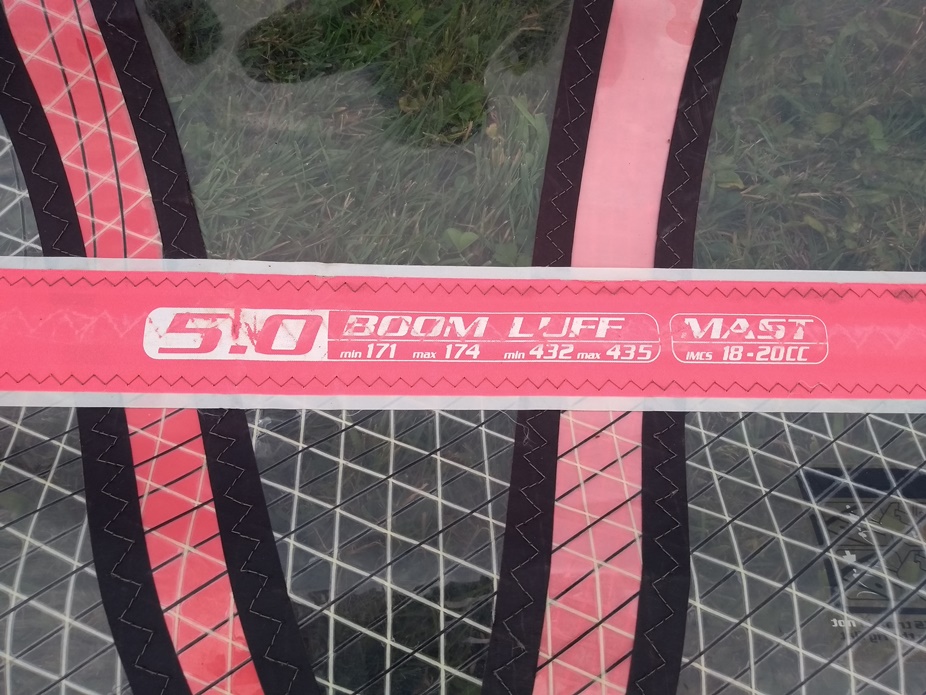 5.0 BOOM LUFF MAST
min 171 max 174 min 432 max 435 IMCS 18-20CC